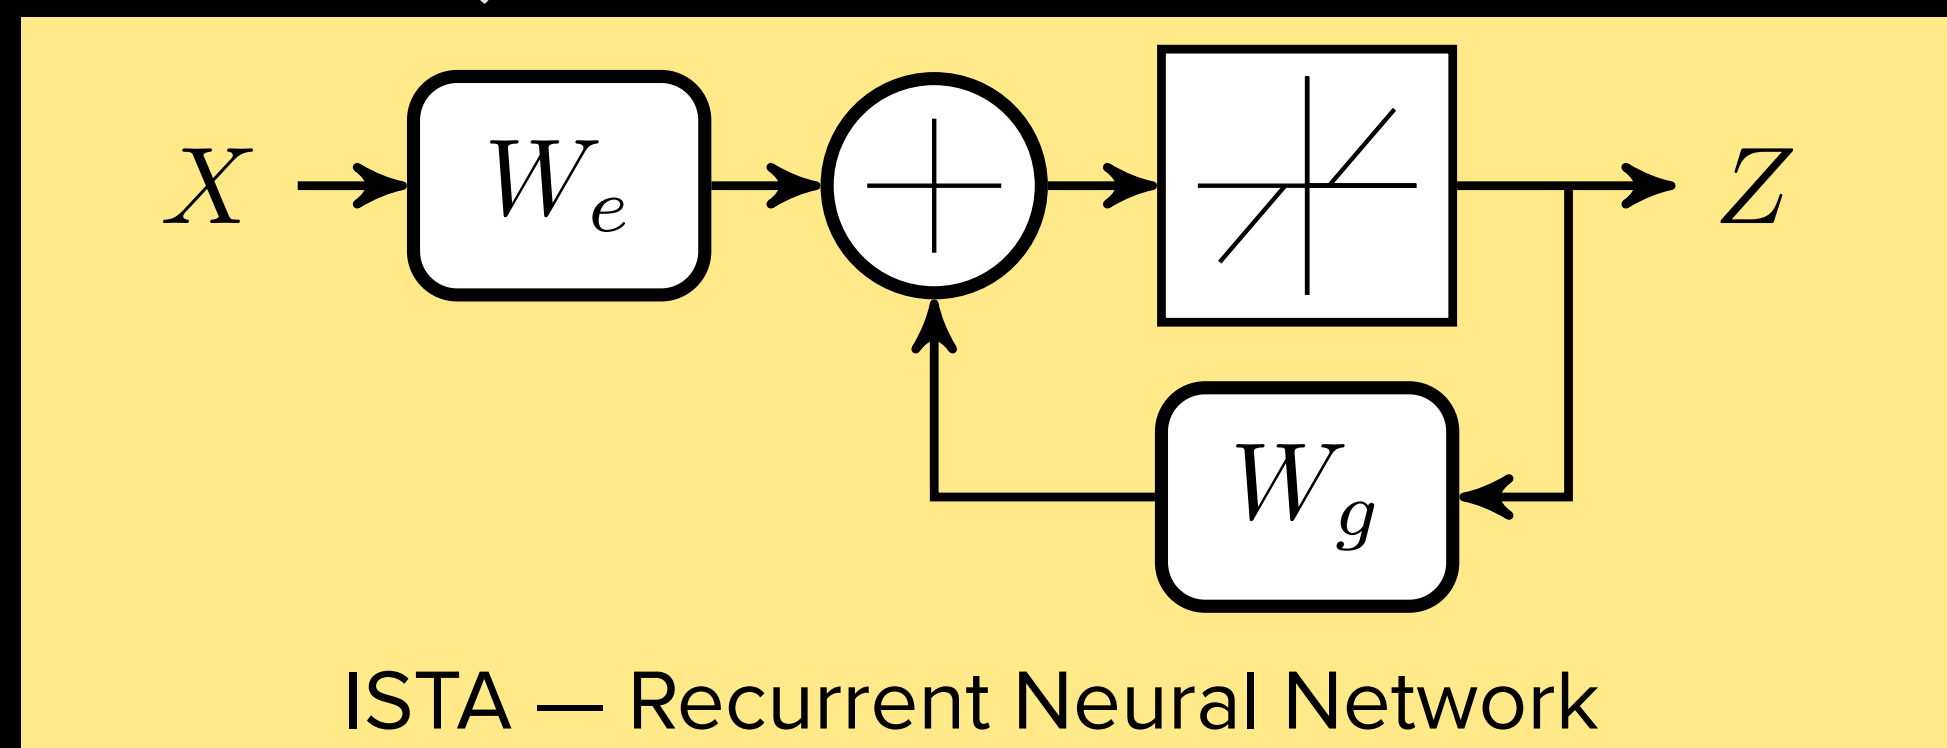 X W_e + Z
W_g
ISTA — Recurrent Neural Network